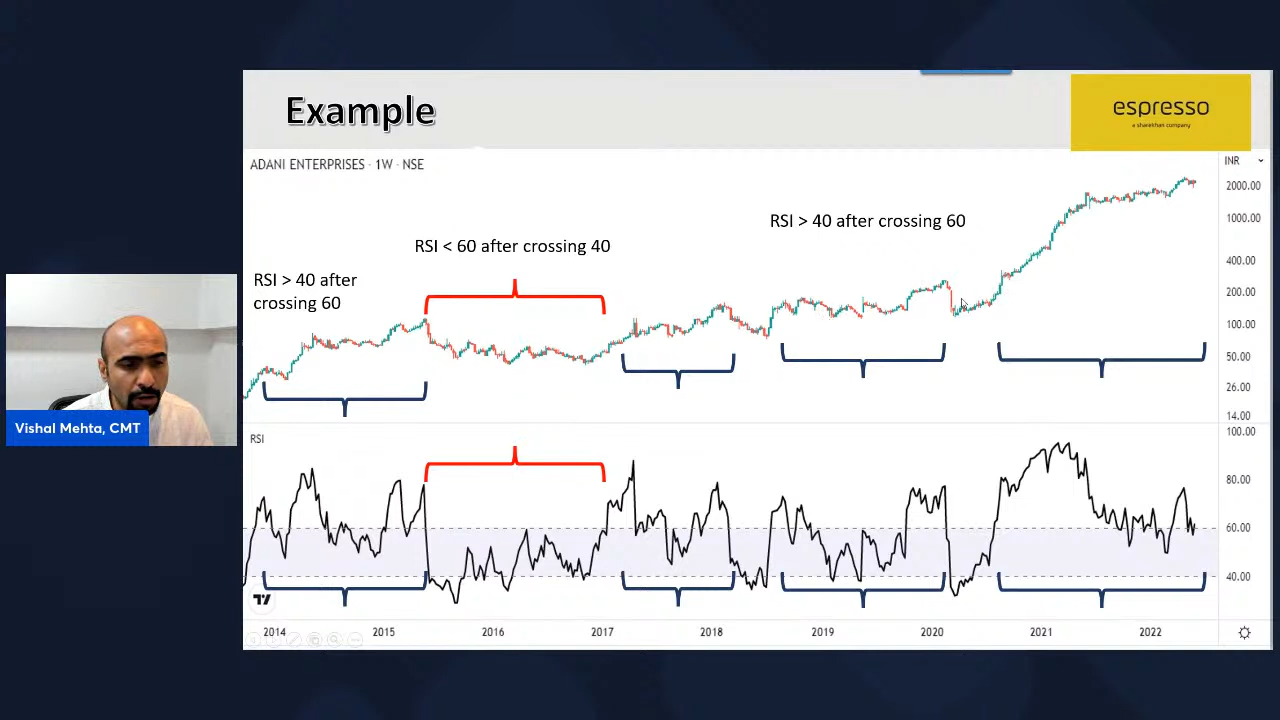 Example
espresso
a sharekhan company
ADANI ENTERPRISES · 1W · NSE
INR
2000.00
1000.00
400.00
200.00
100.00
50.00
26.00
14.00
RSI > 40 after crossing 60
RSI < 60 after crossing 40
RSI > 40 after
crossing 60
Vishal Mehta, CMT
RSI
100.00
80.00
60.00
40.00
2014
2015
2016
2017
2018
2019
2020
2021
2022